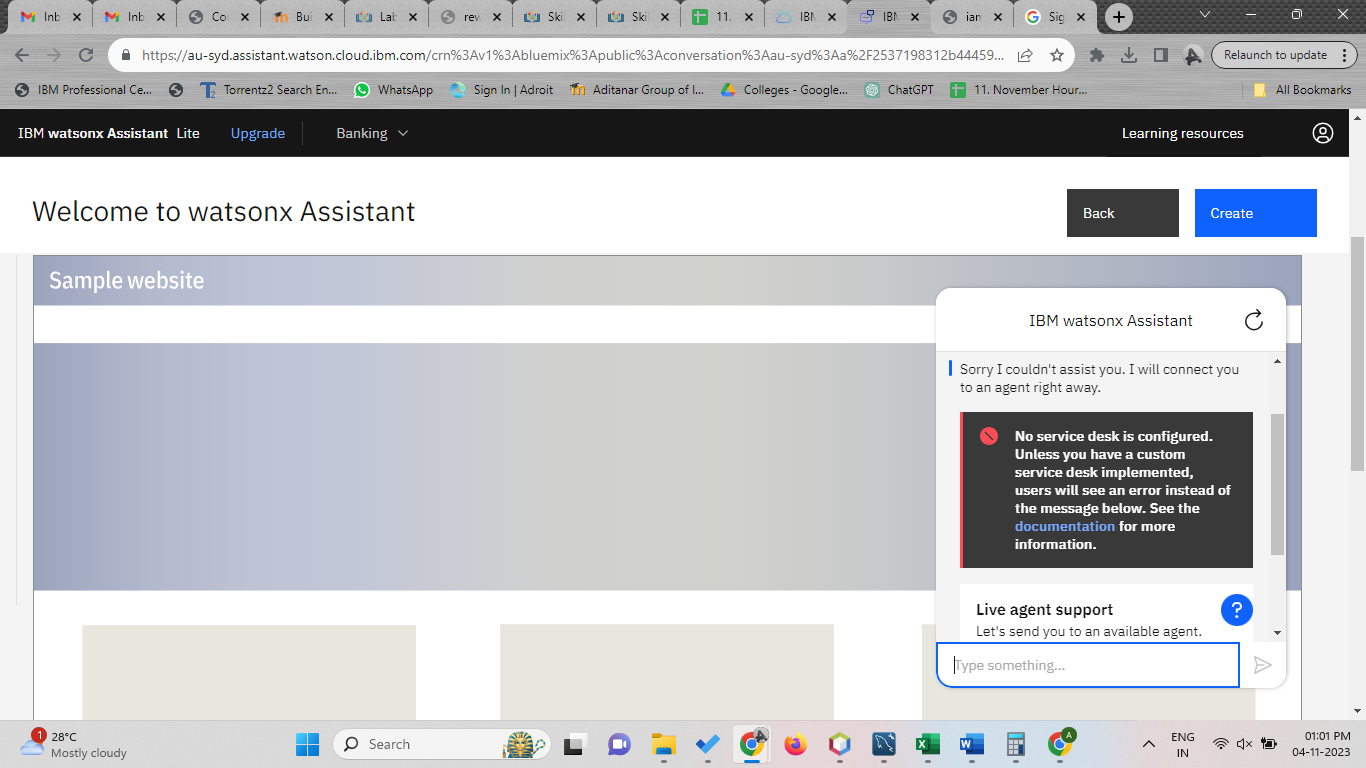 Inb
Inb
Co
Bui
Lab
rev
Skil
Skil
11.
IBM
IBN
ian
Sig
https://au-syd.assistant.watson.cloud.ibm.com/crn%3Av1%3Abluemix%3Apublic%3Aconversation%3Aau-syd%3Aa%2F2537198312b44459...
Relaunch to update
IBM Professional Ce...
Torrentz2 Search En...
WhatsApp
Sign In | Adroit
Aditanar Group of I...
Colleges - Google...
ChatGPT
11. November Hour...
All Bookmarks
IBM watsonx Assistant Lite
Upgrade
Banking
Learning resources
Welcome to watsonx Assistant
Back
Create
Sample website
IBM watsonx Assistant
Sorry I couldn't assist you. I will connect you
to an agent right away.
No service desk is configured.
Unless you have a custom
service desk implemented,
users will see an error instead of
the message below. See the
documentation for more
information.
Live agent support
?
Let's send you to an available agent.
Type something...
1
28°C
Mostly cloudy
Search
A
ENG
IN
01:01 PM
04-11-2023